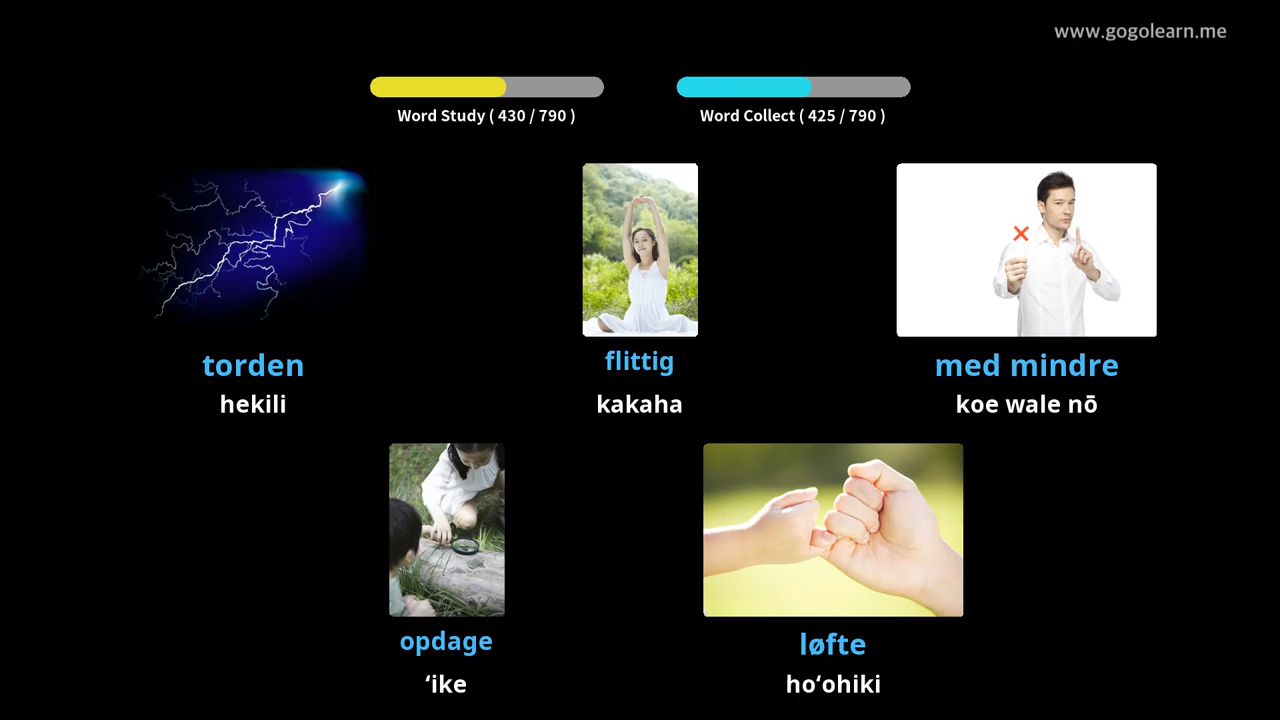 www.gogolearn.me
Word Study ( 430 / 790 )
Word Collect ( 425 / 790 )
torden
hekili
flittig
kakaha
med mindre
koe wale nō
opdage
ʻike
løfte
hoʻohiki